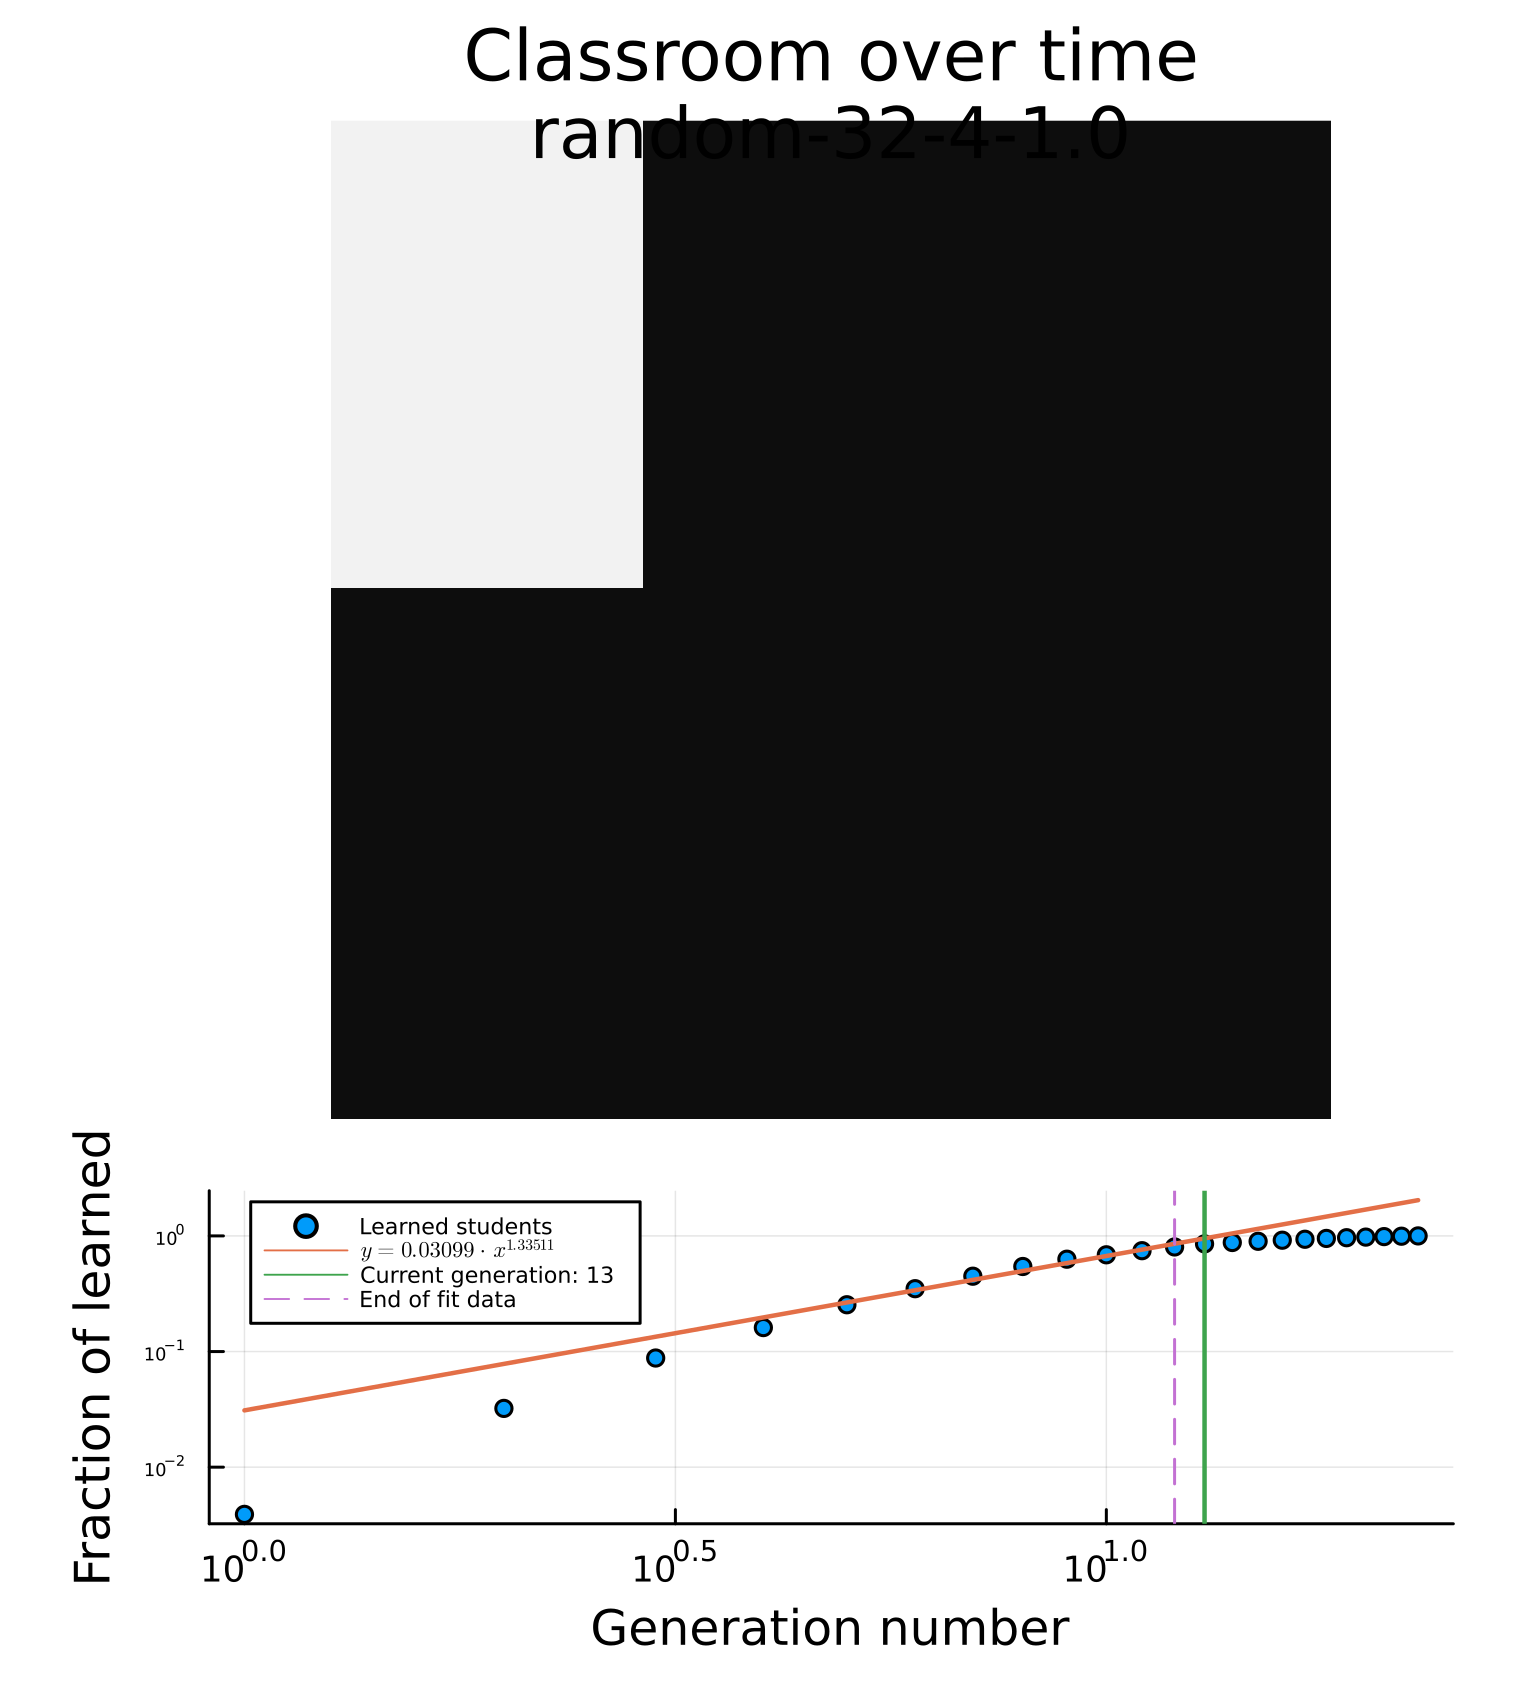 Classroom over time
random-32-4-1.0
Fraction of learned
10⁰
10⁻¹
10⁻²
Learned students
y = 0.03099 · x^1.33511
Current generation: 13
End of fit data
10^0.0
10^0.5
10^1.0
Generation number